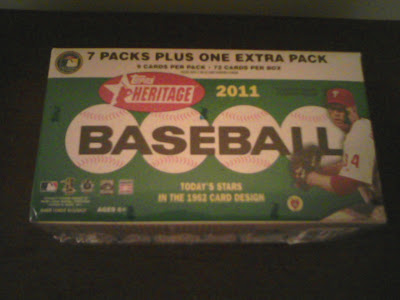 7 PACKS PLUS ONE EXTRA PACK
9 CARDS PER PACK - 72 CARDS PER BOX
Topps
HERITAGE
2011
BASEBALL
TODAY'S STARS
IN THE 1962 CARD DESIGN
AGES 6+